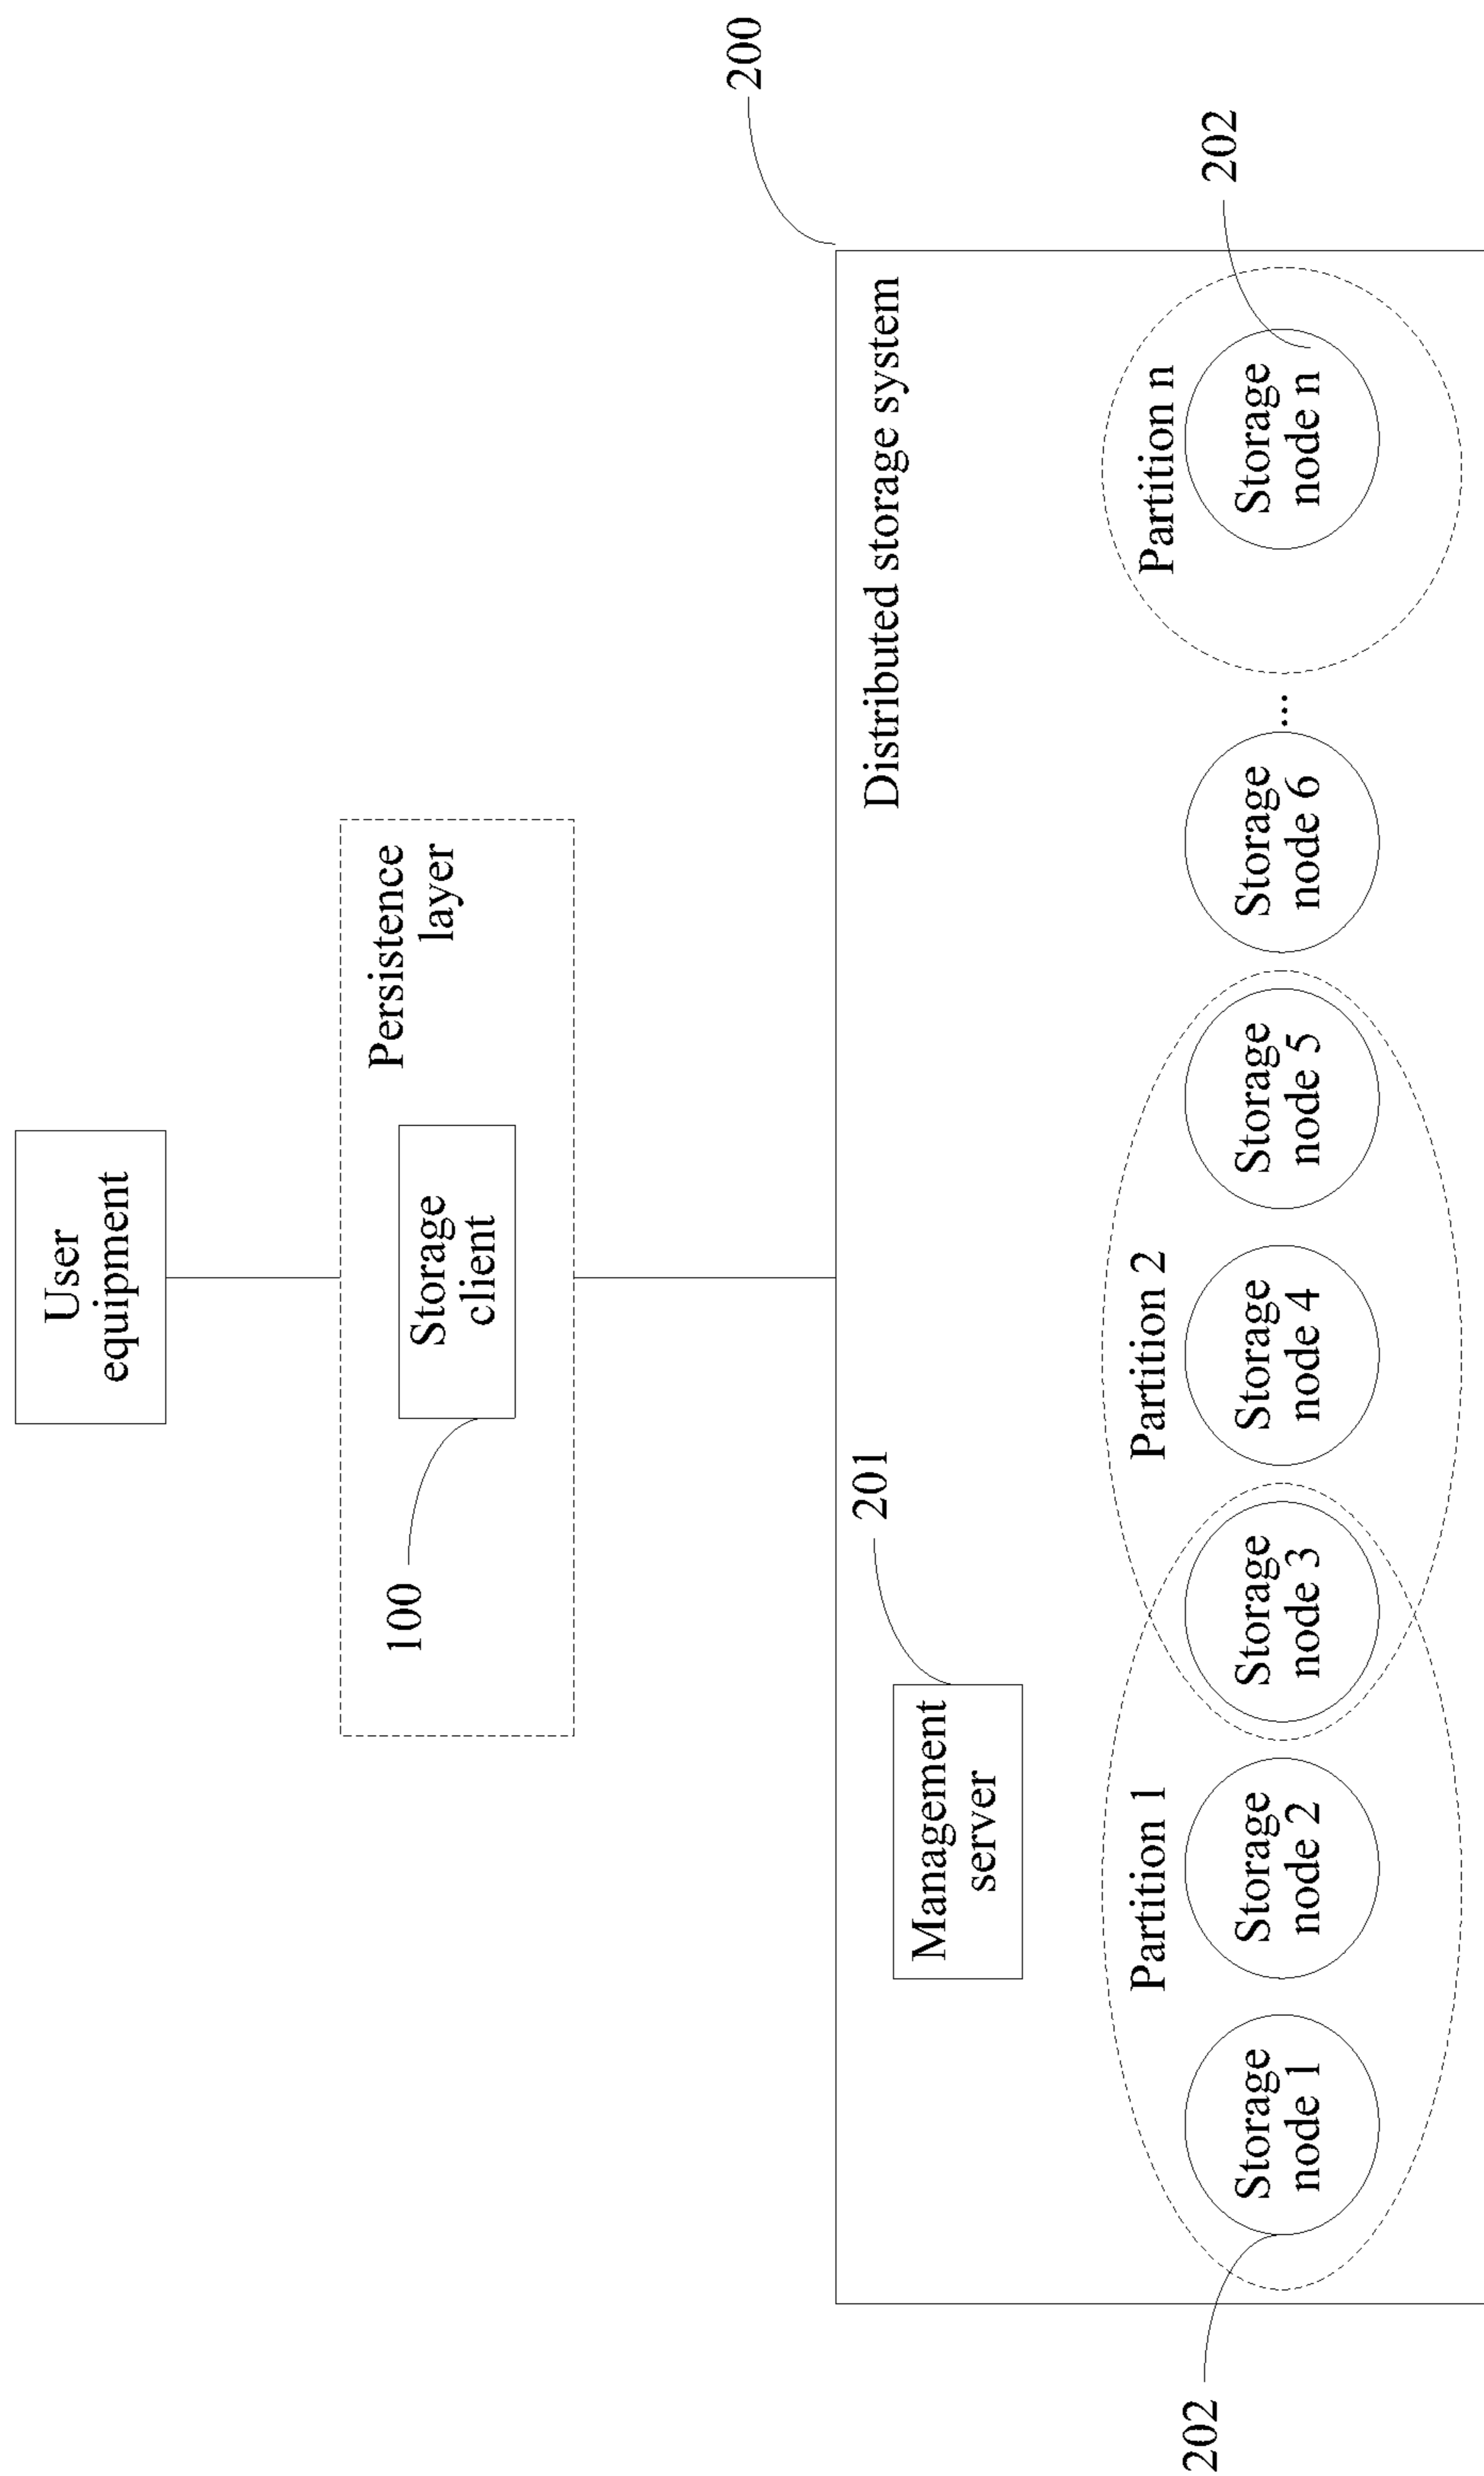 User
equipment
Persistence
layer
Storage
client
100
200
Distributed storage system
201
Management
server
202
Partition 1
Partition 2
Partition n
Storage
node 1
Storage
node 2
Storage
node 3
Storage
node 4
Storage
node 5
Storage
node 6
...
Storage
node n
202